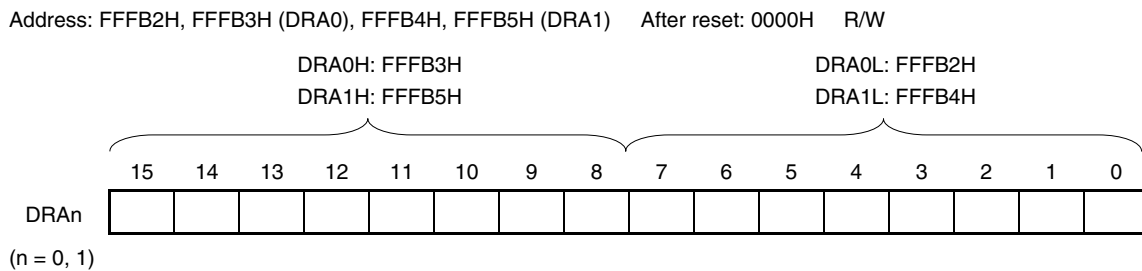 Address: FFFB2H, FFFB3H (DRA0), FFFB4H, FFFB5H (DRA1) After reset: 0000H R/W
DRA0H: FFFB3H DRA0L: FFFB2H
DRA1H: FFFB5H DRA1L: FFFB4H
15 14 13 12 11 10 9 8 7 6 5 4 3 2 1 0
DRAn
(n = 0, 1)